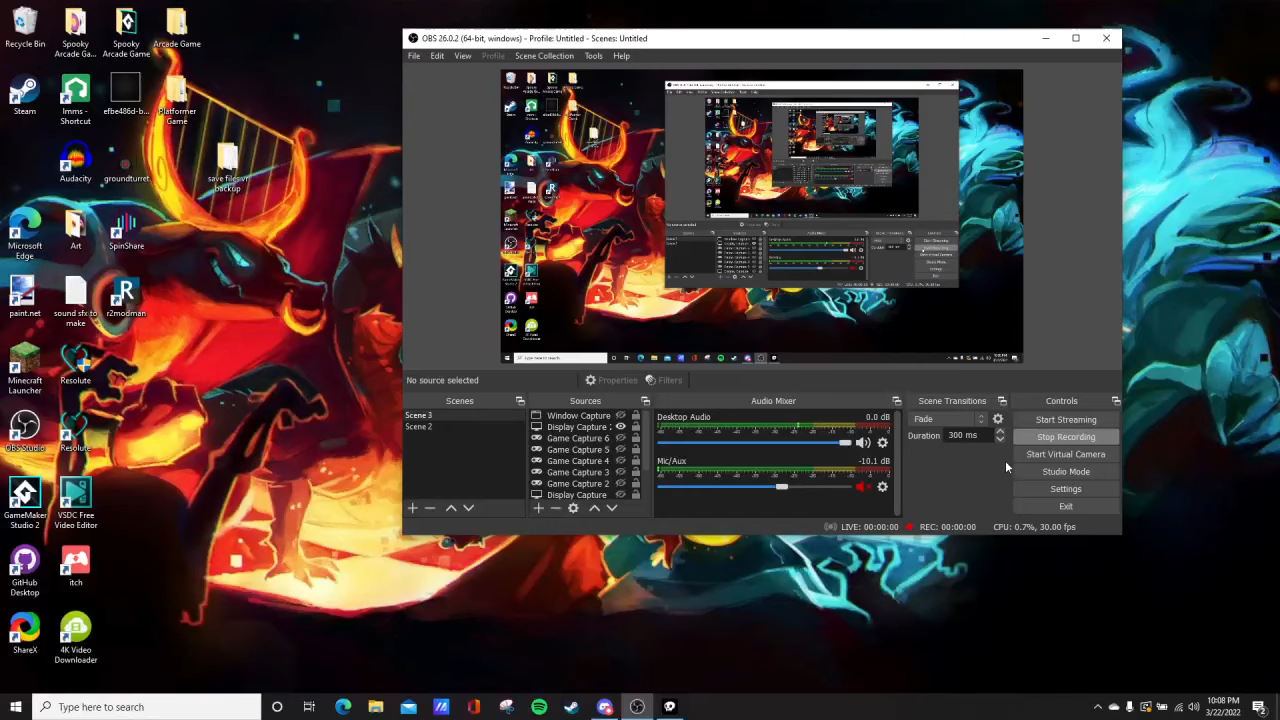 Recycle Bin
Spooky
Arcade Ga...
Spooky
Arcade Game
Arcade Game
Steam
lmms -
Shortcut
efbe486d-b...
Platformer
Game
Audacity
groundturret
save files vr
backup
Microsoft
Edge
Art
SpinShare
paint.net
sound sfx to
make
r2modman
Minecraft
Launcher
Resolute
OBS Studio
Resolute
GameMaker
Studio 2
VSDC Free
Video Editor
GitHub
Desktop
itch
ShareX
4K Video
Downloader
OBS 26.0.2 (64-bit, windows) - Profile: Untitled - Scenes: Untitled
File Edit View Profile Scene Collection Tools Help
No source selected Properties Filters
Scenes Sources Audio Mixer Scene Transitions Controls
Scene 3
Scene 2
Window Capture
Display Capture 2
Game Capture 6
Game Capture 5
Game Capture 4
Game Capture 3
Game Capture 2
Display Capture
Desktop Audio 0.0 dB
Mic/Aux -10.1 dB
Fade
Duration 300 ms
Start Streaming
Stop Recording
Start Virtual Camera
Studio Mode
Settings
Exit
LIVE: 00:00:00 REC: 00:00:00 CPU: 0.7%, 30.00 fps
Type here to search
10:08 PM
3/22/2022
2